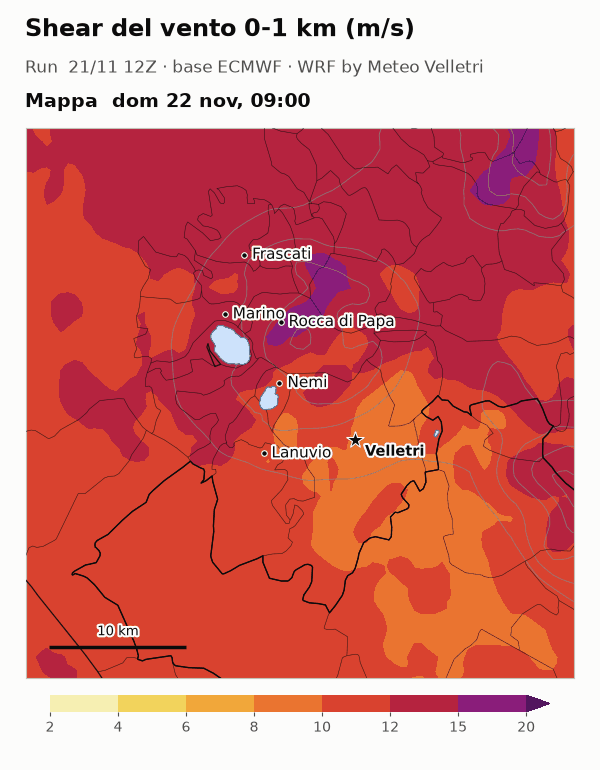 Shear del vento 0-1 km (m/s)
Run  21/11 12Z · base ECMWF · WRF by Meteo Velletri
Mappa  dom 22 nov, 09:00
Frascati
Marino
Rocca di Papa
Nemi
Velletri
Lanuvio
10 km
2 4 6 8 10 12 15 20